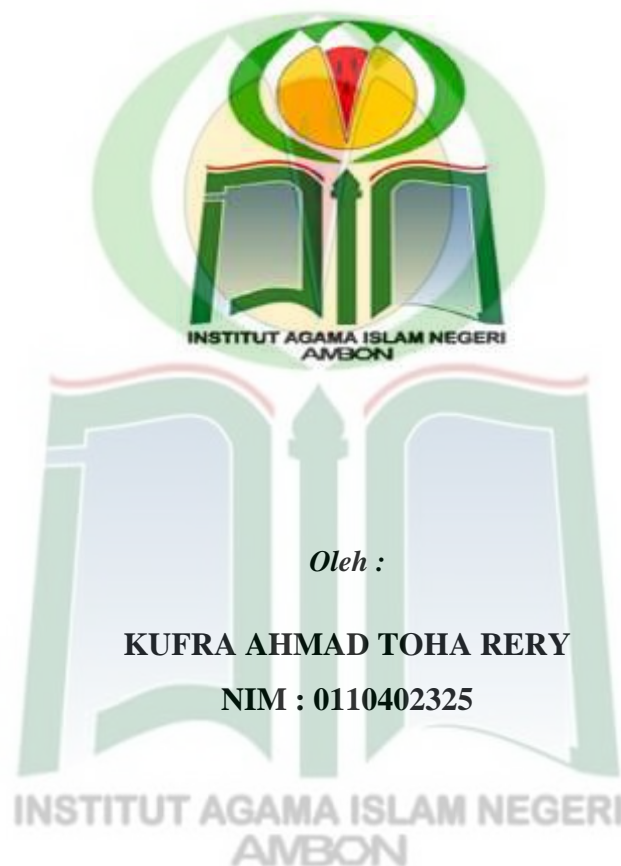 INSTITUT AGAMA ISLAM NEGERI
AMBON
Oleh :
KUFRA AHMAD TOHA RERY
NIM : 0110402325
INSTITUT AGAMA ISLAM NEGERI
AMBON